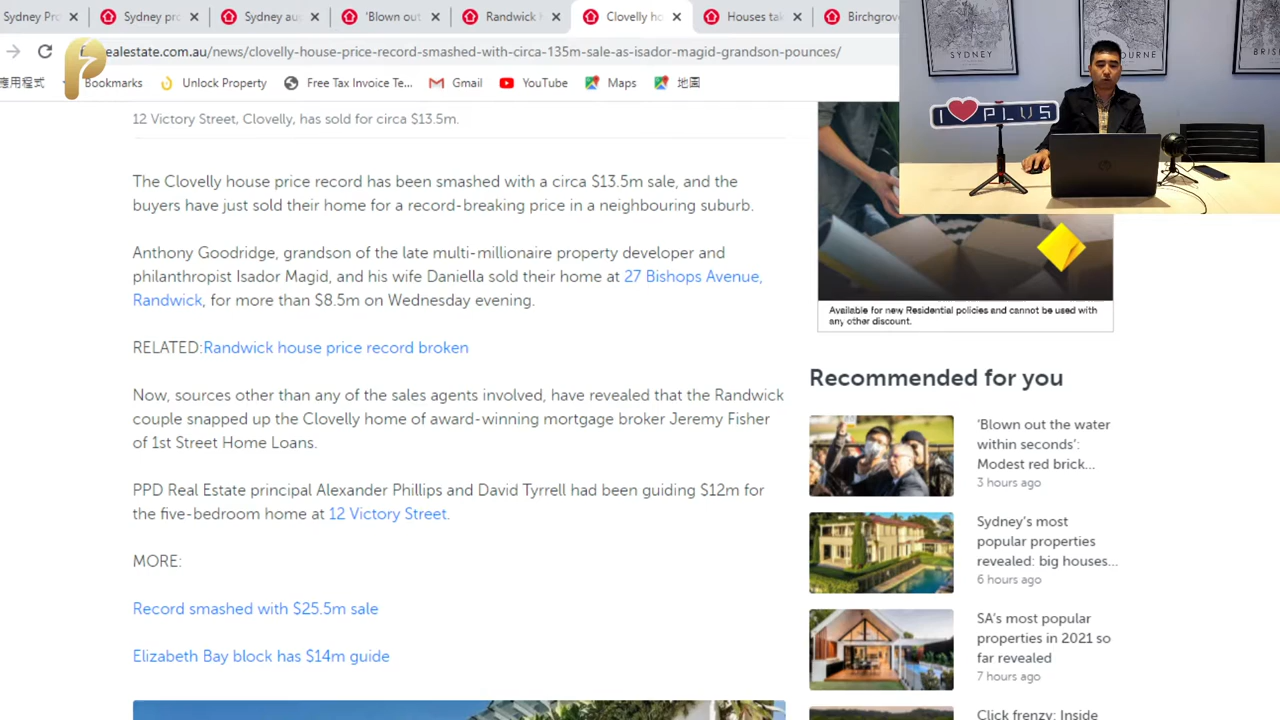 Sydney Pro
Sydney pro
Sydney au
'Blown out
Randwick
Clovelly ho
Houses tak
Birchgrov
ealestate.com.au/news/clovelly-house-price-record-smashed-with-circa-135m-sale-as-isador-magid-grandson-pounces/
應用程式
Bookmarks
Unlock Property
Free Tax Invoice Te...
Gmail
YouTube
Maps
地圖
SYDNEY
MELBOURNE
BRISB
I PLUS
12 Victory Street, Clovelly, has sold for circa $13.5m.
The Clovelly house price record has been smashed with a circa $13.5m sale, and the
buyers have just sold their home for a record-breaking price in a neighbouring suburb.
Anthony Goodridge, grandson of the late multi-millionaire property developer and
philanthropist Isador Magid, and his wife Daniella sold their home at 27 Bishops Avenue,
Randwick, for more than $8.5m on Wednesday evening.
RELATED:Randwick house price record broken
Now, sources other than any of the sales agents involved, have revealed that the Randwick
couple snapped up the Clovelly home of award-winning mortgage broker Jeremy Fisher
of 1st Street Home Loans.
PPD Real Estate principal Alexander Phillips and David Tyrrell had been guiding $12m for
the five-bedroom home at 12 Victory Street.
MORE:
Record smashed with $25.5m sale
Elizabeth Bay block has $14m guide
Available for new Residential policies and cannot be used with
any other discount.
Recommended for you
'Blown out the water
within seconds':
Modest red brick...
3 hours ago
Sydney's most
popular properties
revealed: big houses...
6 hours ago
SA's most popular
properties in 2021 so
far revealed
7 hours ago
Click frenzy: Inside